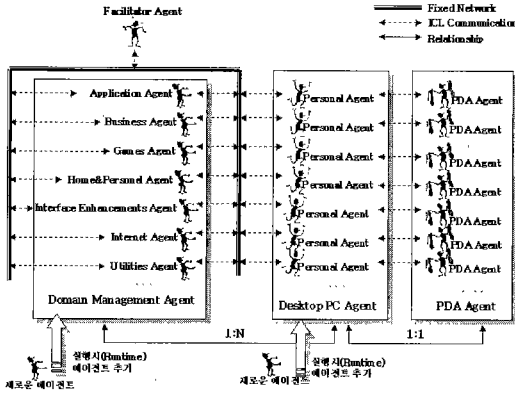 Facilitator Agent
Fixed Network
ICL Communication
Relationship
Application Agent
Business Agent
Games Agent
Home&Personel Agent
Interface Enhancements Agent
Internet Agent
Utilities Agent
. . .
Domain Management Agent
Personal Agent
Personal Agent
Personal Agent
Personal Agent
Personal Agent
Personal Agent
Personal Agent
. . .
Desktop PC Agent
PDA Agent
PDA Agent
PDA Agent
PDA Agent
PDA Agent
PDA Agent
PDA Agent
. . .
PDA Agent
1:N
1:1
실행시(Runtime)
에이전트 추가
새로운 에이전트
실행시(Runtime)
에이전트 추가
새로운 에이전트